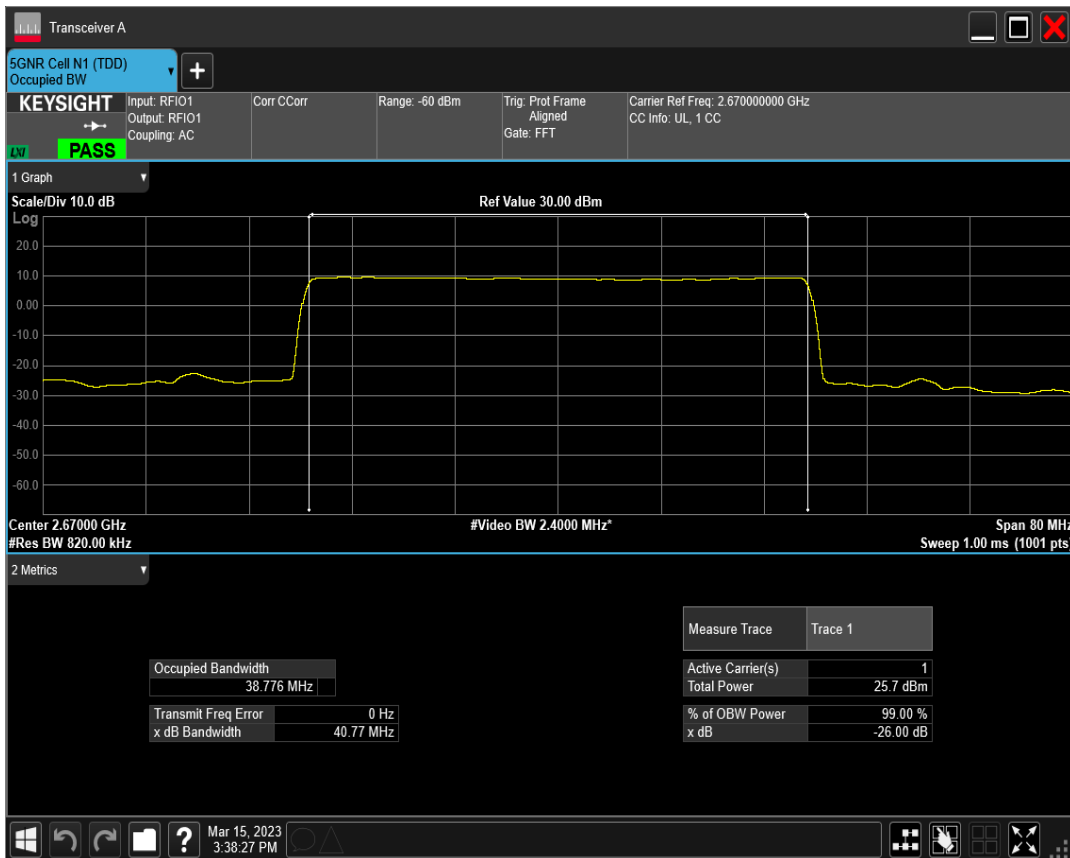 Transceiver A
5GNR Cell N1 (TDD)
Occupied BW
+
KEYSIGHT
LXI
PASS
Input: RFIO1
Output: RFIO1
Coupling: AC
Corr CCorr
Range: -60 dBm
Trig: Prot Frame
Aligned
Gate: FFT
Carrier Ref Freq: 2.670000000 GHz
CC Info: UL, 1 CC
1 Graph
Scale/Div 10.0 dB
Ref Value 30.00 dBm
Log
20.0
10.0
0.00
-10.0
-20.0
-30.0
-40.0
-50.0
-60.0
Center 2.67000 GHz
#Video BW 2.4000 MHz*
Span 80 MHz
#Res BW 820.00 kHz
Sweep 1.00 ms (1001 pts)
2 Metrics
Measure Trace Trace 1
Occupied Bandwidth
38.776 MHz
Active Carrier(s) 1
Total Power 25.7 dBm
Transmit Freq Error 0 Hz
x dB Bandwidth 40.77 MHz
% of OBW Power 99.00 %
x dB -26.00 dB
?
Mar 15, 2023
3:38:27 PM